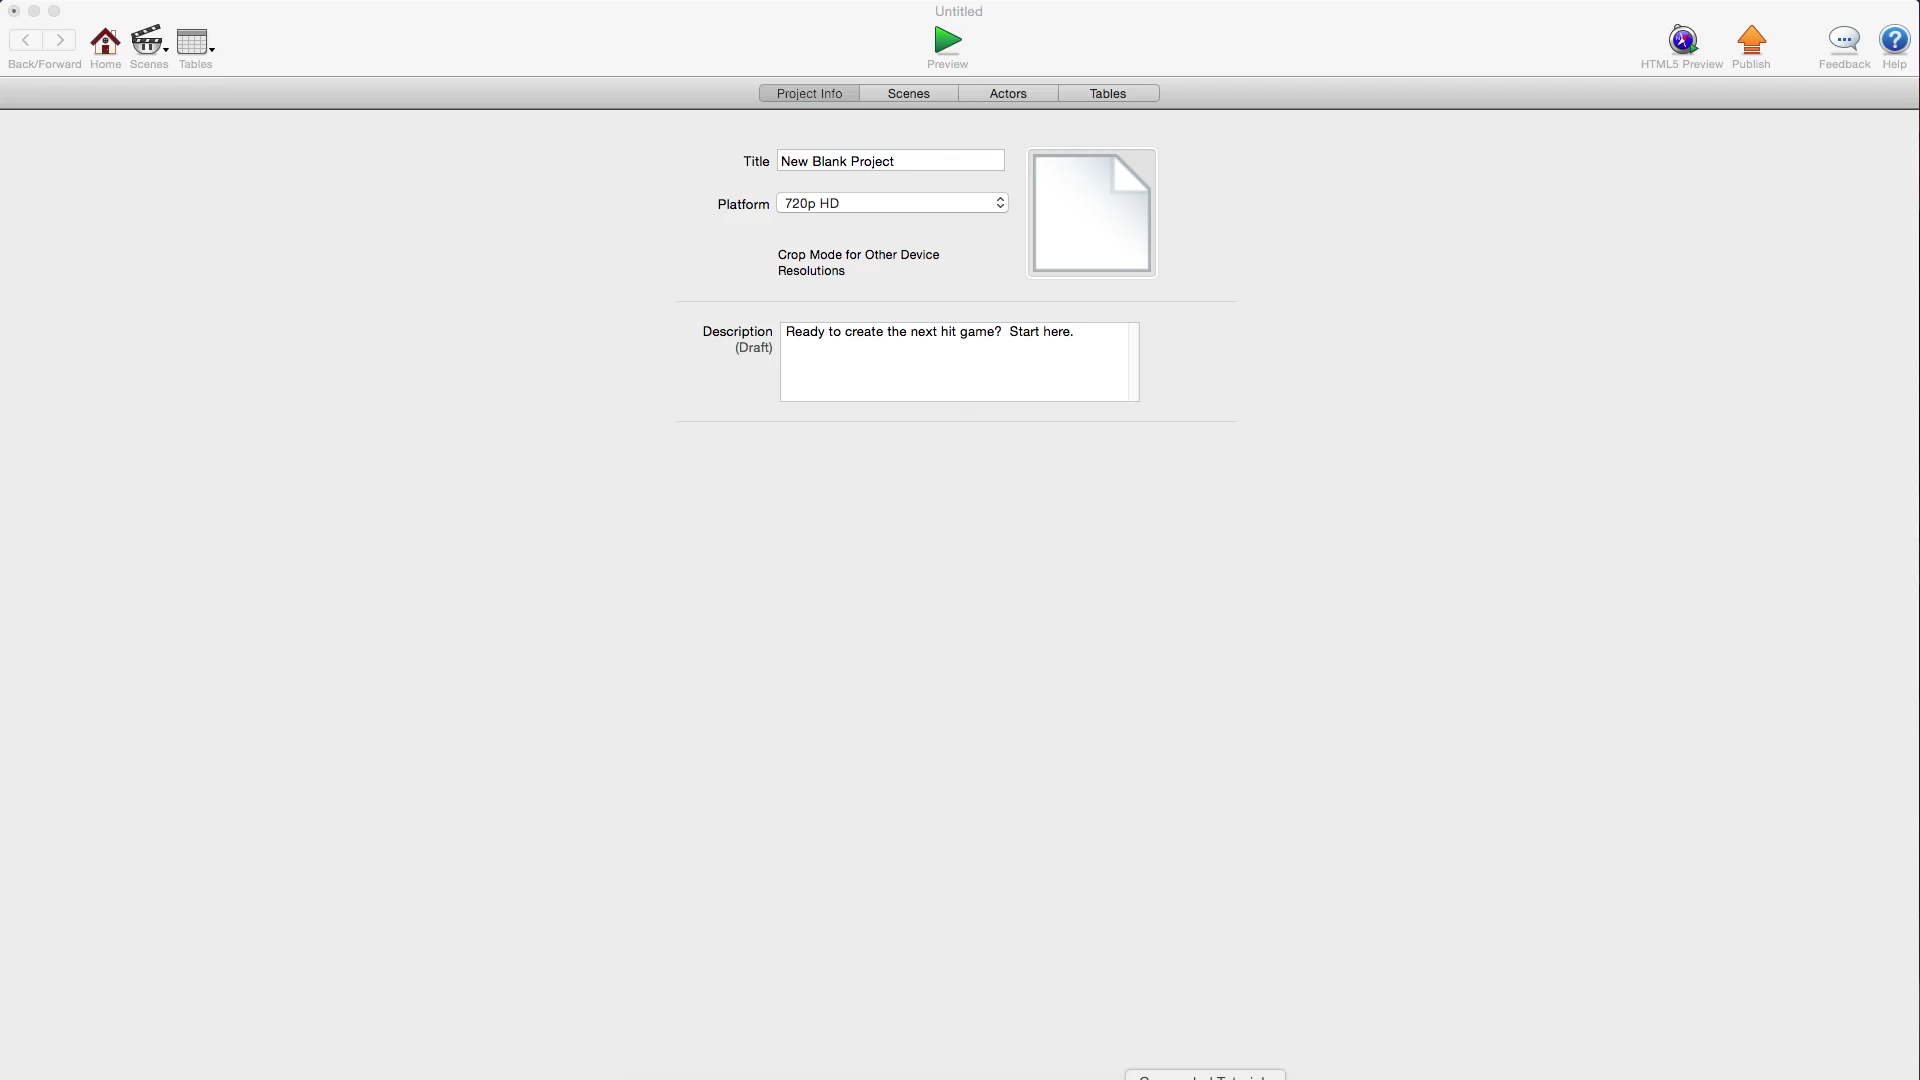 Untitled
Back/Forward Home Scenes Tables Preview HTML5 Preview Publish Feedback Help
Project Info Scenes Actors Tables
Title New Blank Project
Platform 720p HD
Crop Mode for Other Device
Resolutions
Description Ready to create the next hit game?  Start here.
(Draft)